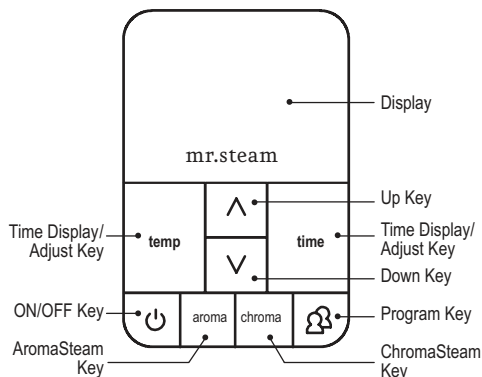 Display
mr.steam
Up Key
Time Display/
Adjust Key
temp
time
Time Display/
Adjust Key
Down Key
ON/OFF Key
aroma
chroma
Program Key
AromaSteam
Key
ChromaSteam
Key